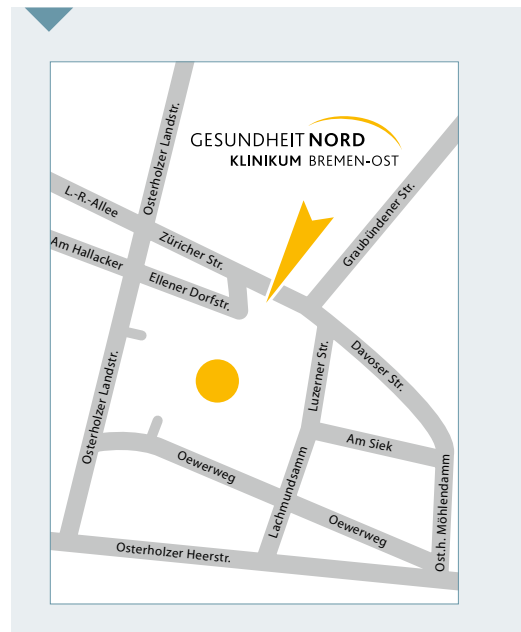 GESUNDHEIT NORD
KLINIKUM BREMEN-OST
Osterholzer Landstr.
L.-R.-Allee
Graubündener Str.
Züricher Str.
Am Hallacker
Ellener Dorfstr.
Luzerner Str.
Davoser Str.
Osterholzer Landstr.
Am Siek
Oewerweg
Lachmundsamm
Oewerweg
Ost.h. Möhlendamm
Osterholzer Heerstr.